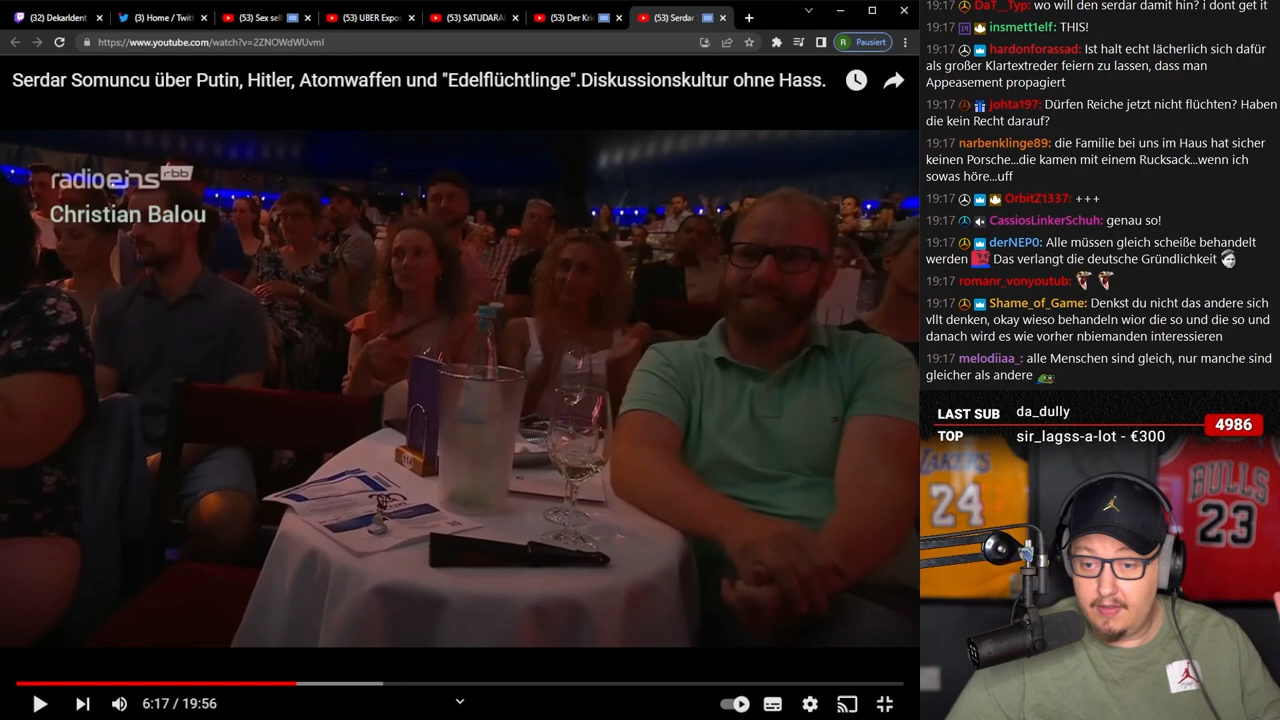 (32) Dekarldent
(3) Home / Twitt
(53) Sex sell
(53) UBER Expos
(53) SATUDARA
(53) Der Krie
(53) Serdar
https://www.youtube.com/watch?v=2ZNOWdWUvmI
R
Pausiert
Serdar Somuncu über Putin, Hitler, Atomwaffen und "Edelflüchtlinge".Diskussionskultur ohne Hass.
radioeins rbb
Christian Balou
6:17 / 19:56
19:17 DaT__Typ: wo will den serdar damit hin? i dont get it
19:17 insmett1elf: THIS!
19:17 hardonforassad: Ist halt echt lächerlich sich dafür
als großer Klartextreder feiern zu lassen, dass man
Appeasement propagiert
19:17 johta197: Dürfen Reiche jetzt nicht flüchten? Haben
die kein Recht darauf?
19:17 narbenklinge89: die Familie bei uns im Haus hat sicher
keinen Porsche...die kamen mit einem Rucksack...wenn ich
sowas höre...uff
19:17 OrbitZ1337: +++
19:17 CassiosLinkerSchuh: genau so!
19:17 derNEP0: Alle müssen gleich scheiße behandelt
werden Das verlangt die deutsche Gründlichkeit
19:17 romanr_vonyoutub:
19:17 Shame_of_Game: Denkst du nicht das andere sich
vllt denken, okay wieso behandeln wior die so und die so und
danach wird es wie vorher nbiemanden interessieren
19:17 melodiiaa_: alle Menschen sind gleich, nur manche sind
gleicher als andere
LAST SUB da_dully
4986
TOP sir_lagss-a-lot - €300
LAKERS
24
BULLS
23